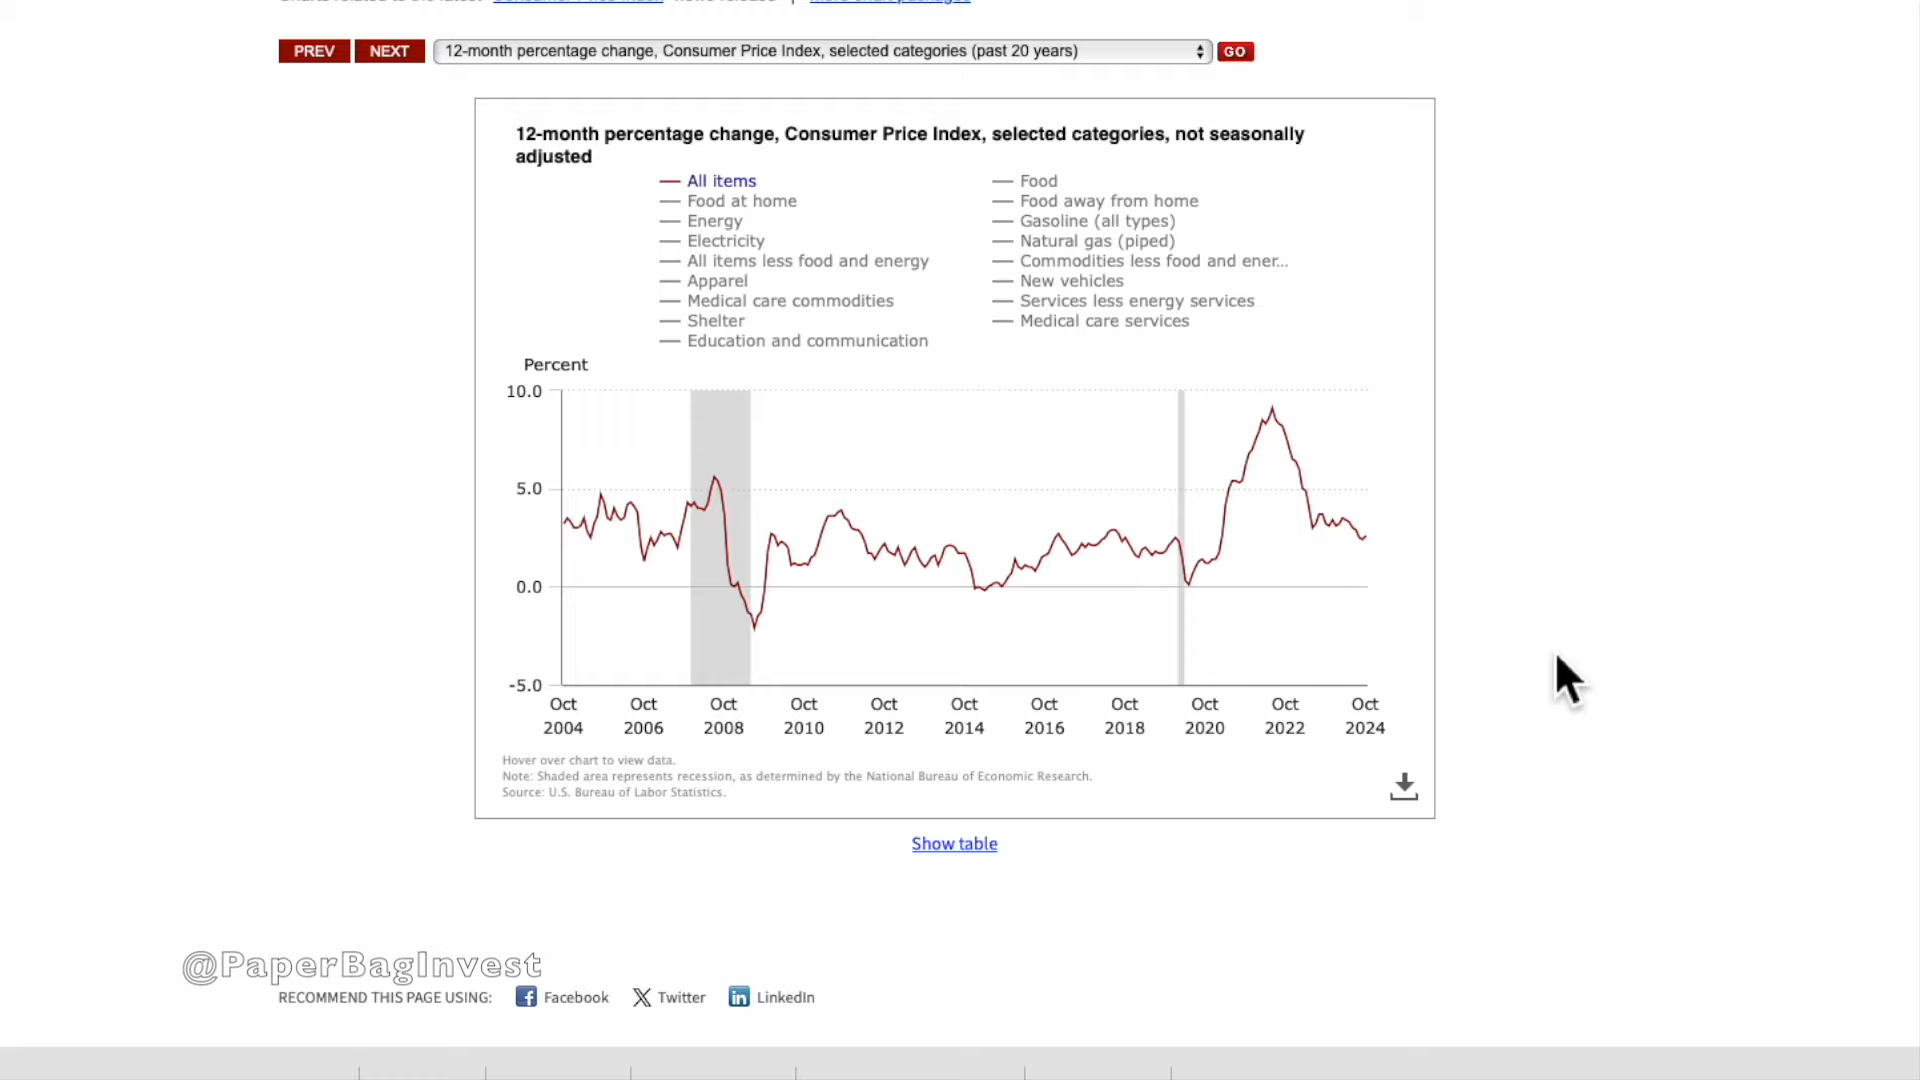 PREV NEXT 12-month percentage change, Consumer Price Index, selected categories (past 20 years) GO
12-month percentage change, Consumer Price Index, selected categories, not seasonally
adjusted
All items Food
Food at home Food away from home
Energy Gasoline (all types)
Electricity Natural gas (piped)
All items less food and energy Commodities less food and ener...
Apparel New vehicles
Medical care commodities Services less energy services
Shelter Medical care services
Education and communication
Percent
10.0
5.0
0.0
-5.0
Oct Oct Oct Oct Oct Oct Oct Oct Oct Oct Oct
2004 2006 2008 2010 2012 2014 2016 2018 2020 2022 2024
Hover over chart to view data.
Note: Shaded area represents recession, as determined by the National Bureau of Economic Research.
Source: U.S. Bureau of Labor Statistics.
Show table
@PaperBagInvest
RECOMMEND THIS PAGE USING: Facebook Twitter LinkedIn